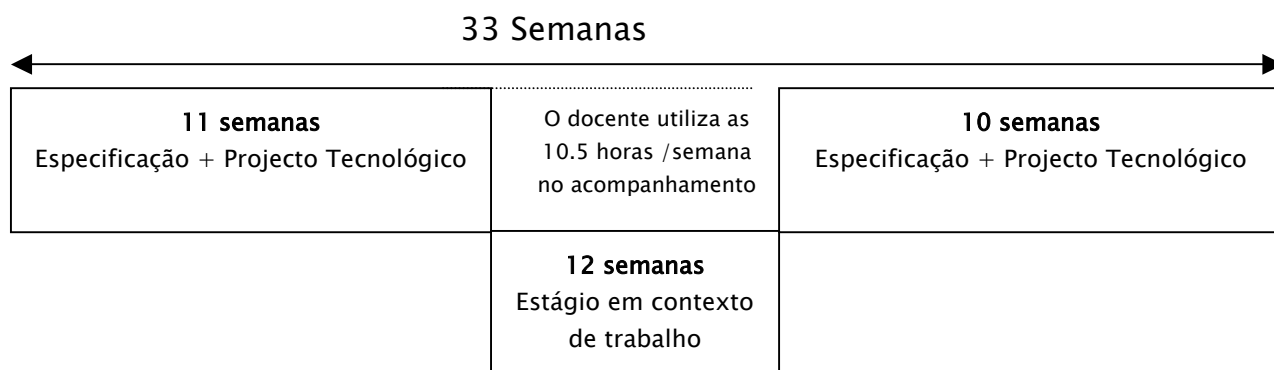 33 Semanas
11 semanas
Especificação + Projecto Tecnológico
O docente utiliza as
10.5 horas /semana
no acompanhamento
10 semanas
Especificação + Projecto Tecnológico
12 semanas
Estágio em contexto
de trabalho